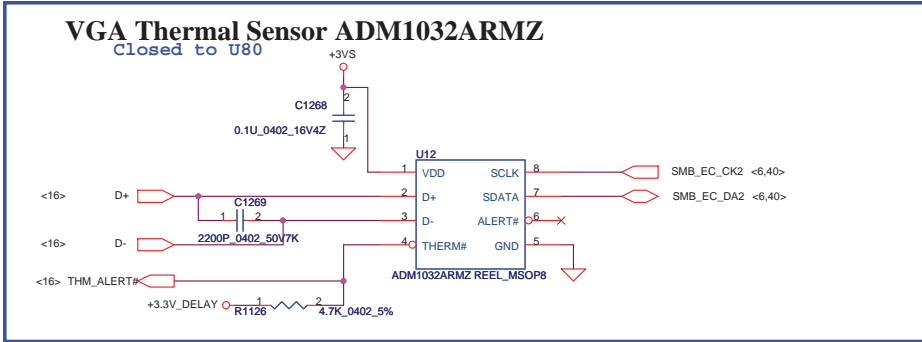 VGA Thermal Sensor ADM1032ARMZ
Closed to U80
+3VS
2
C1268
0.1U_0402_16V4Z
1
U12
1 VDD SCLK 8 SMB_EC_CK2 <6,40>
<16> D+ 2 D+ SDATA 7 SMB_EC_DA2 <6,40>
C1269
1 2 3 D- ALERT# 6
2200P_0402_50V7K
<16> D- 4 THERM# GND 5
ADM1032ARMZ REEL_MSOP8
<16> THM_ALERT#
+3.3V_DELAY 1 2
R1126 4.7K_0402_5%